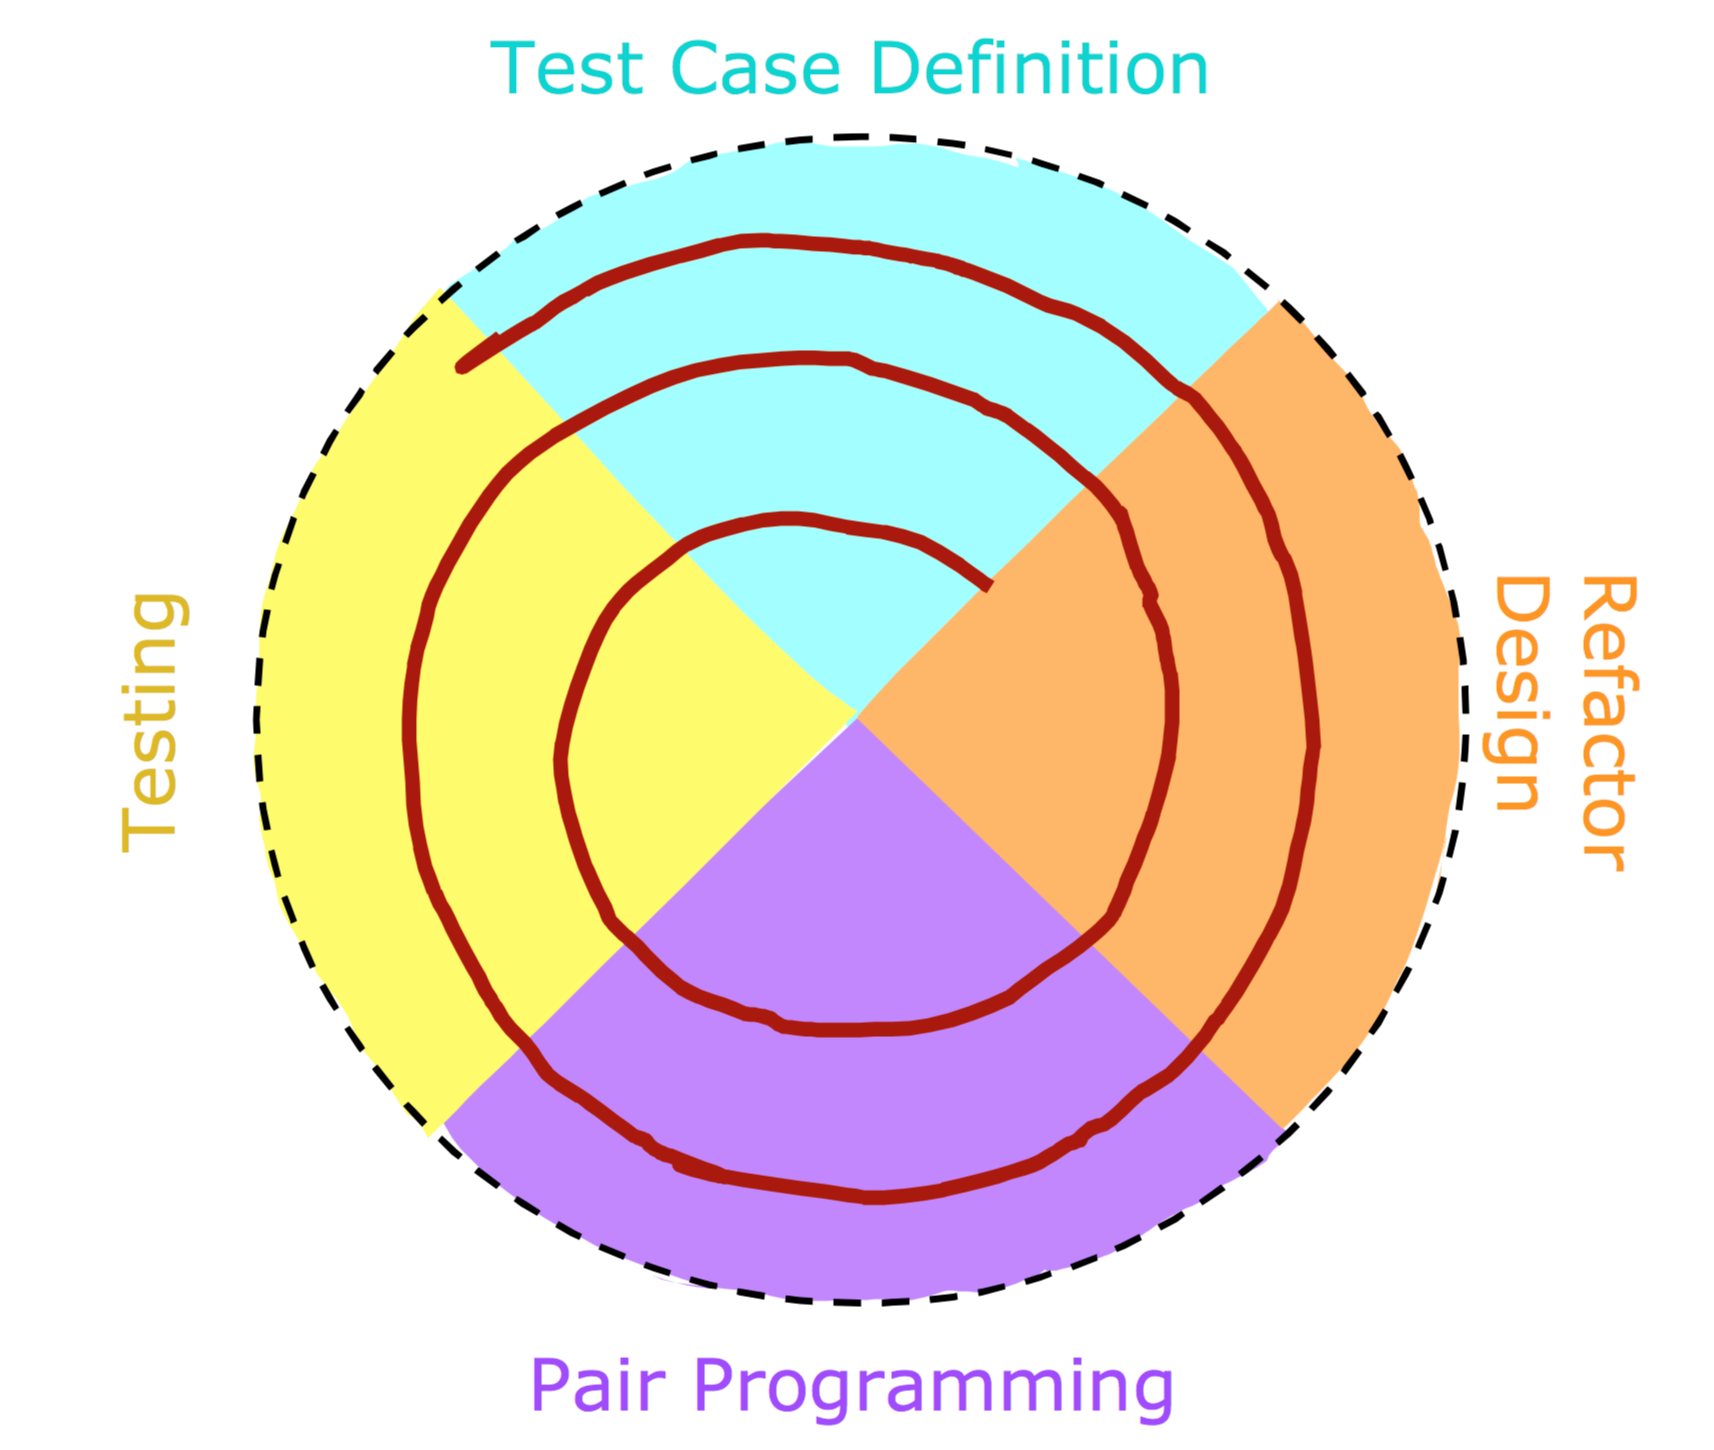 Test Case Definition
Refactor
Design
Pair Programming
Testing